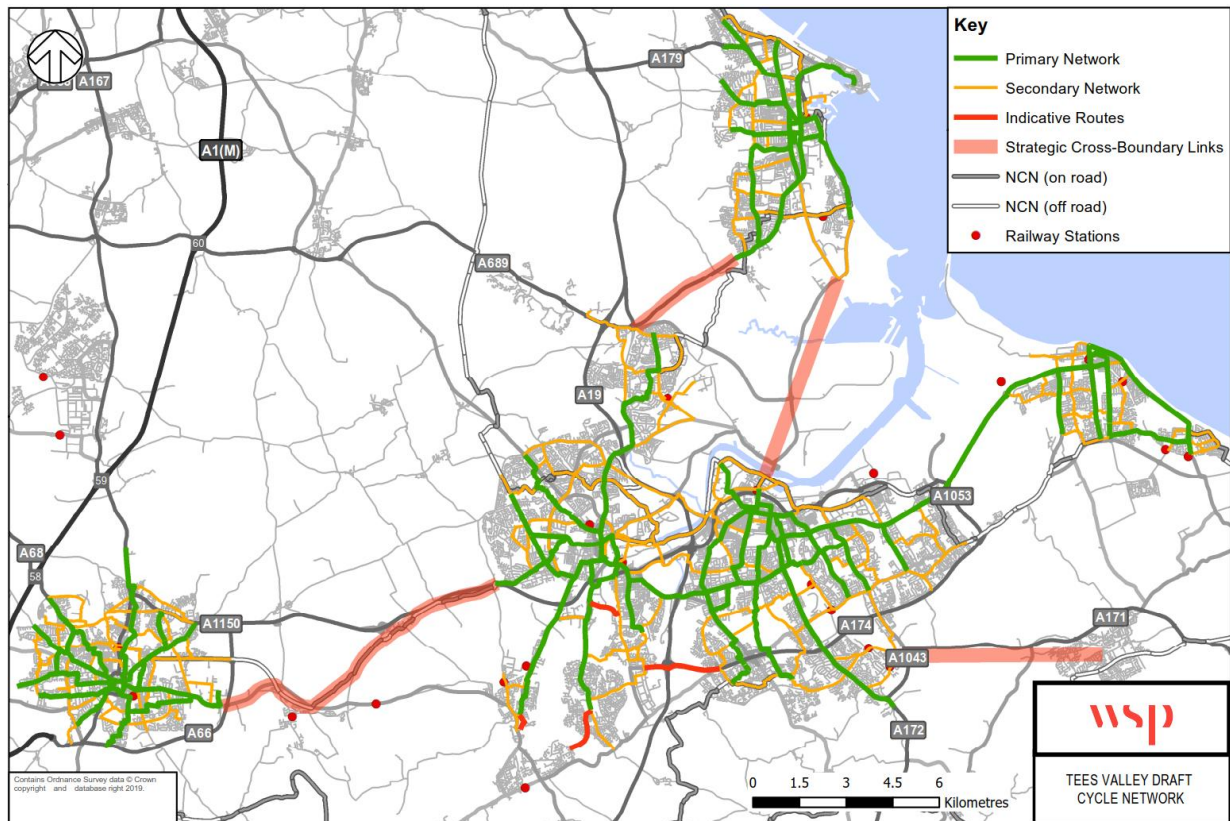 Key
Primary Network
Secondary Network
Indicative Routes
Strategic Cross-Boundary Links
NCN (on road)
NCN (off road)
Railway Stations
A167
A179
A1(M)
60
A689
A19
59
A1053
A68
58
A1150
A174
A171
A1043
A66
A172
wsp
TEES VALLEY DRAFT
CYCLE NETWORK
0 1.5 3 4.5 6
Kilometres
Contains Ordnance Survey data © Crown
copyright and database right 2019.